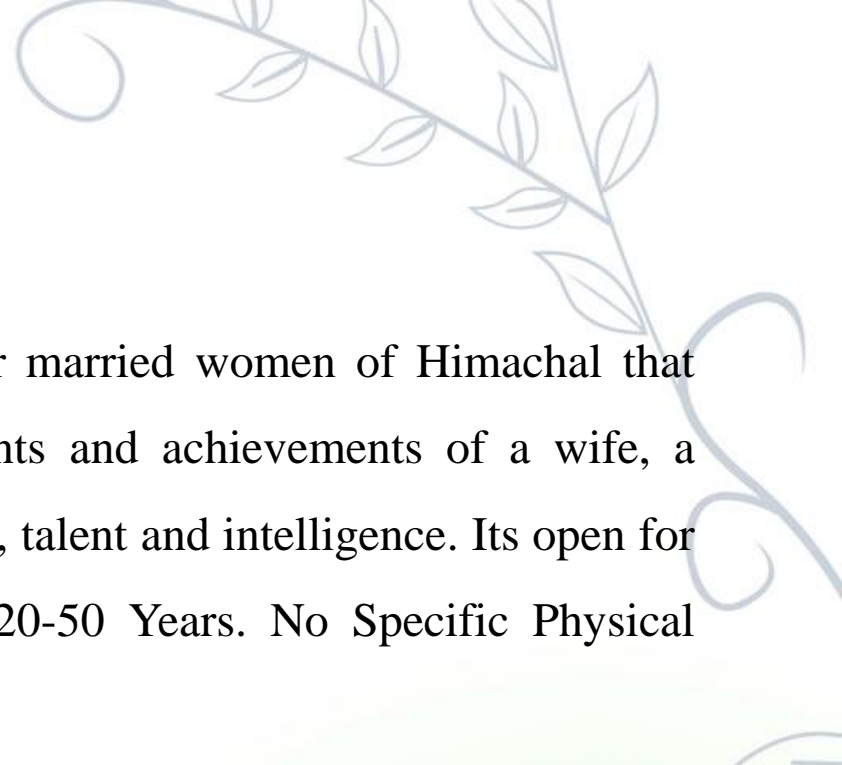 married women of Himachal that
and achievements of a wife, a
, talent and intelligence. Its open for
20-50 Years. No Specific Physical